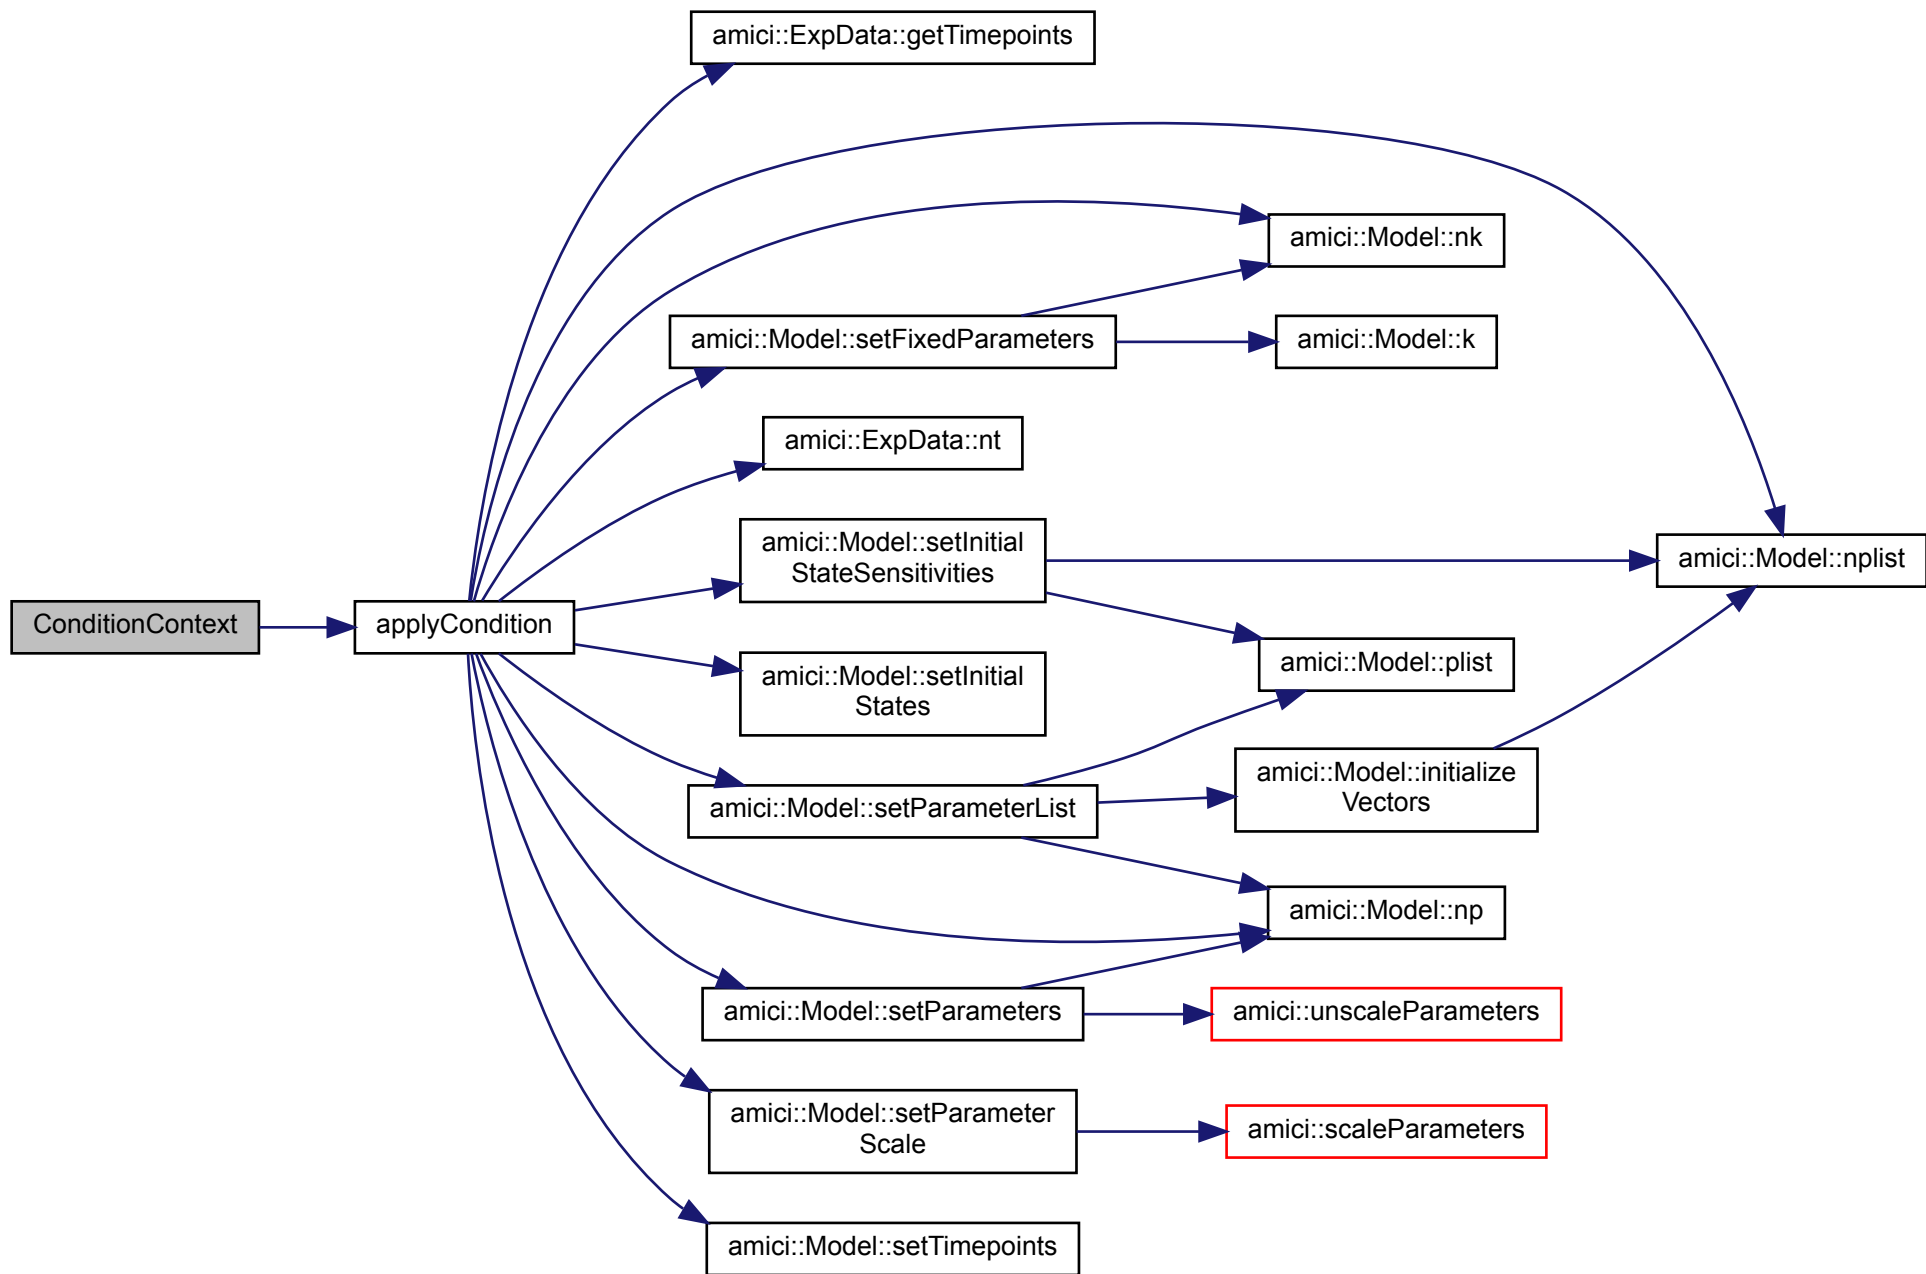 amici::ExpData::getTimepoints
amici::Model::nk
amici::Model::setFixedParameters
amici::Model::k
amici::ExpData::nt
amici::Model::setInitial
StateSensitivities
amici::Model::nplist
ConditionContext
applyCondition
amici::Model::setInitial
States
amici::Model::plist
amici::Model::setParameterList
amici::Model::initialize
Vectors
amici::Model::np
amici::Model::setParameters
amici::unscaleParameters
amici::Model::setParameter
Scale
amici::scaleParameters
amici::Model::setTimepoints